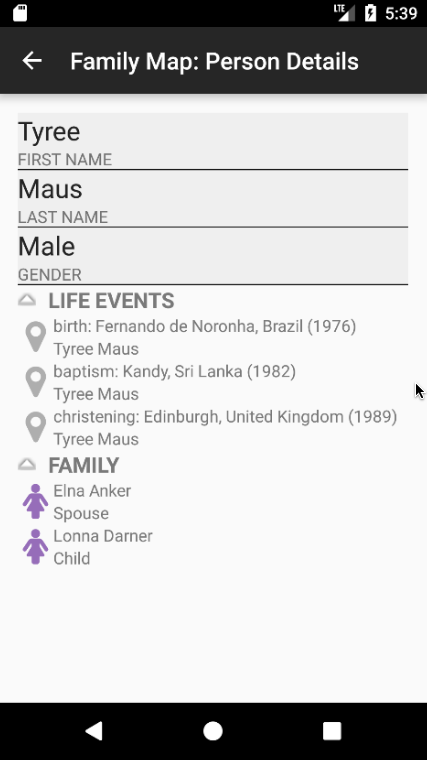 LTE 5:39
Family Map: Person Details
Tyree
FIRST NAME
Maus
LAST NAME
Male
GENDER
LIFE EVENTS
birth: Fernando de Noronha, Brazil (1976)
Tyree Maus
baptism: Kandy, Sri Lanka (1982)
Tyree Maus
christening: Edinburgh, United Kingdom (1989)
Tyree Maus
FAMILY
Elna Anker
Spouse
Lonna Darner
Child